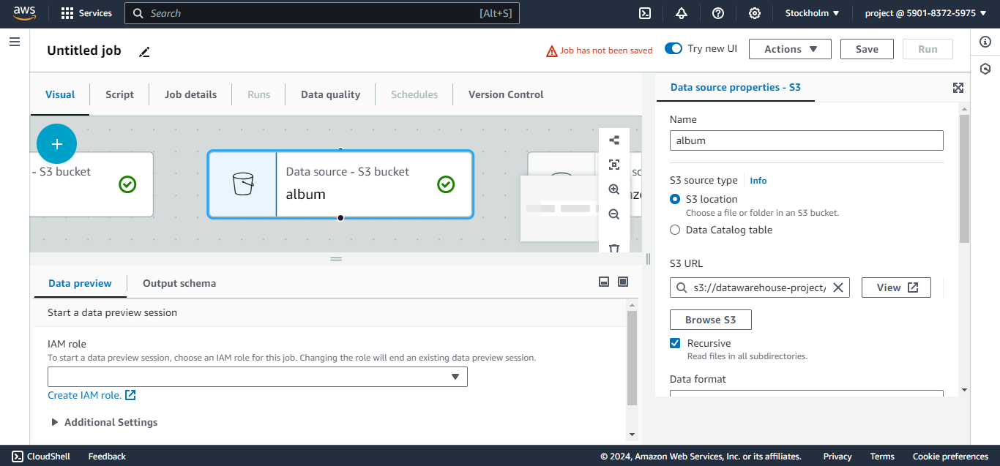 aws
Services
Search
[Alt+S]
Stockholm
project @ 5901-8372-5975
Untitled job
Job has not been saved
Try new UI
Actions
Save
Run
Visual
Script
Job details
Runs
Data quality
Schedules
Version Control
- S3 bucket
Data source - S3 bucket
album
Data source properties - S3
Name
album
S3 source type
Info
S3 location
Choose a file or folder in an S3 bucket.
Data Catalog table
S3 URL
s3://datawarehouse-project/
View
Browse S3
Recursive
Read files in all subdirectories.
Data format
Data preview
Output schema
Start a data preview session
IAM role
To start a data preview session, choose an IAM role for this job. Changing the role will end an existing data preview session.
Create IAM role.
Additional Settings
CloudShell
Feedback
© 2024, Amazon Web Services, Inc. or its affiliates.
Privacy
Terms
Cookie preferences